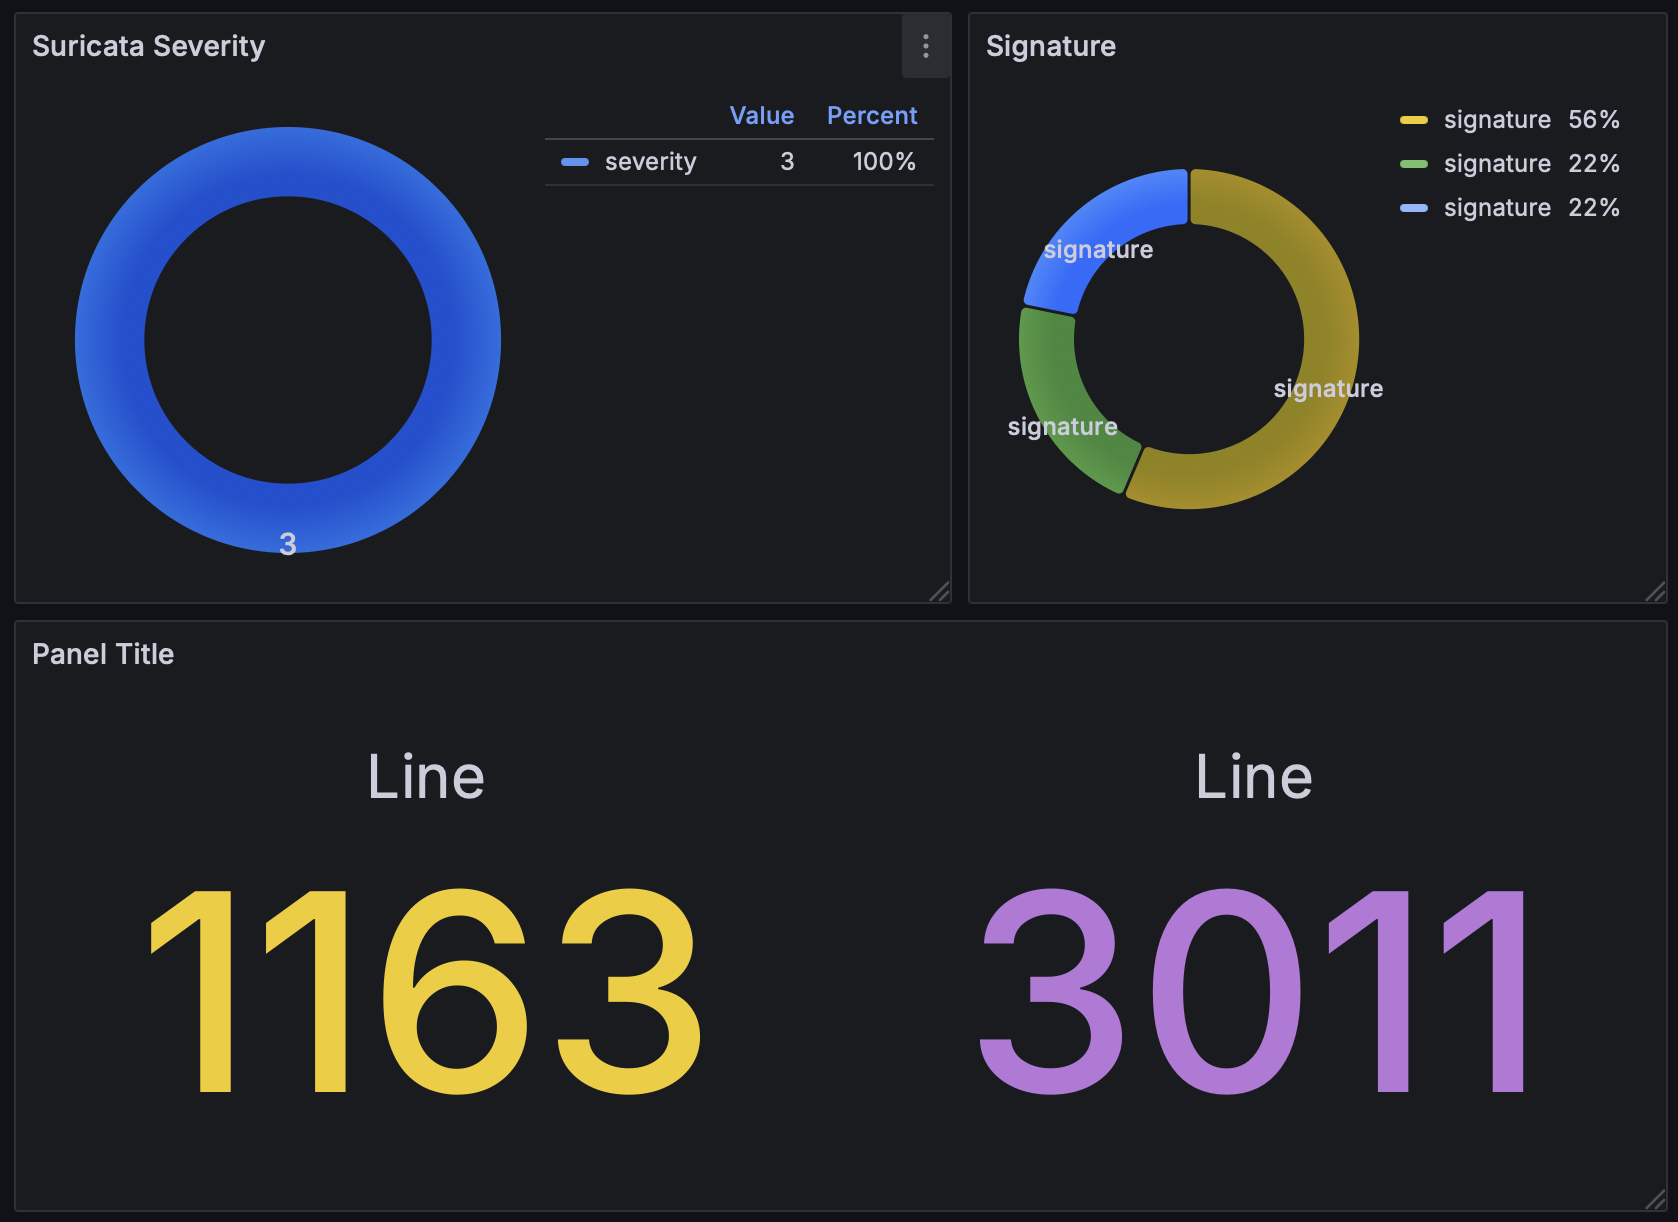 Suricata Severity
Value Percent
severity 3 100%
3
Signature
signature 56%
signature 22%
signature 22%
signature
signature
signature
Panel Title
Line
1163
Line
3011